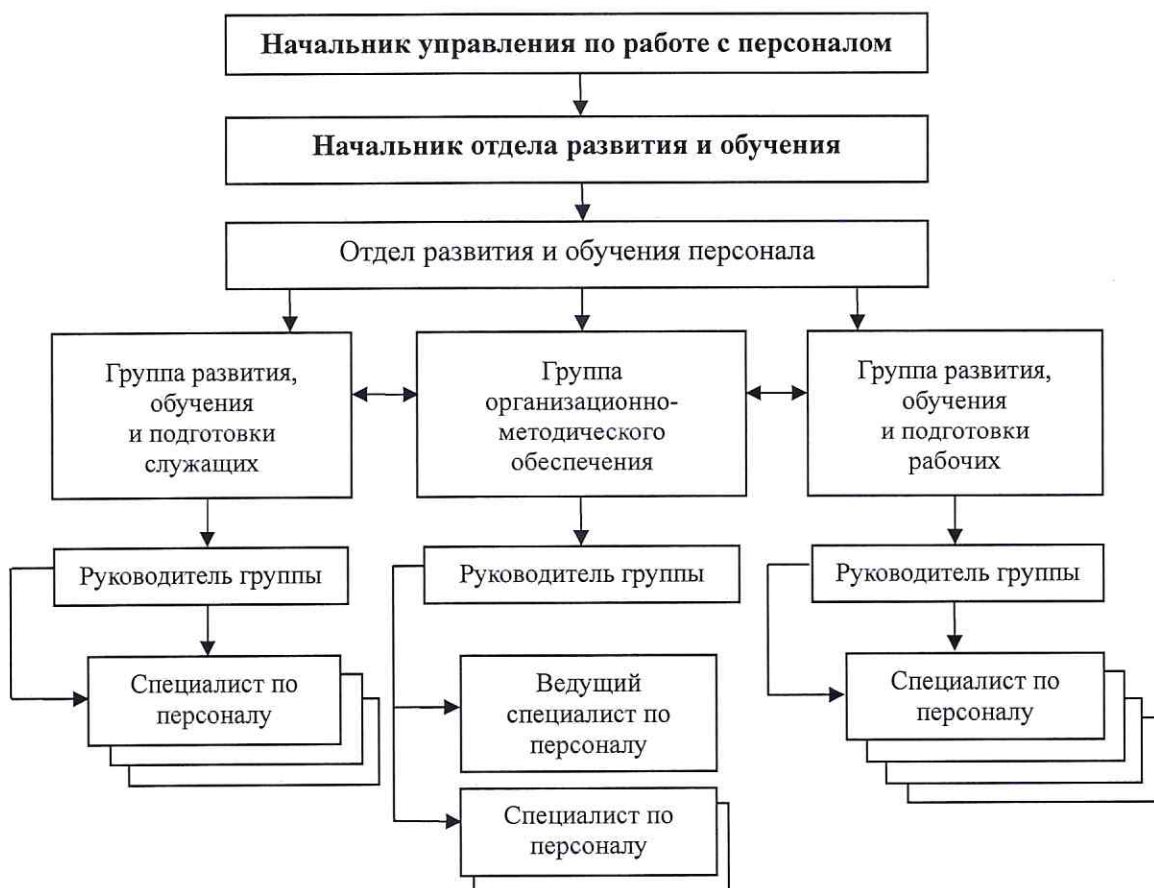 Начальник управления по работе с персоналом
Начальник отдела развития и обучения
Отдел развития и обучения персонала
Группа развития,
обучения
и подготовки
служащих
Группа
организационно-
методического
обеспечения
Группа развития,
обучения
и подготовки
рабочих
Руководитель группы
Руководитель группы
Руководитель группы
Специалист по
персоналу
Ведущий
специалист по
персоналу
Специалист по
персоналу
Специалист по
персоналу